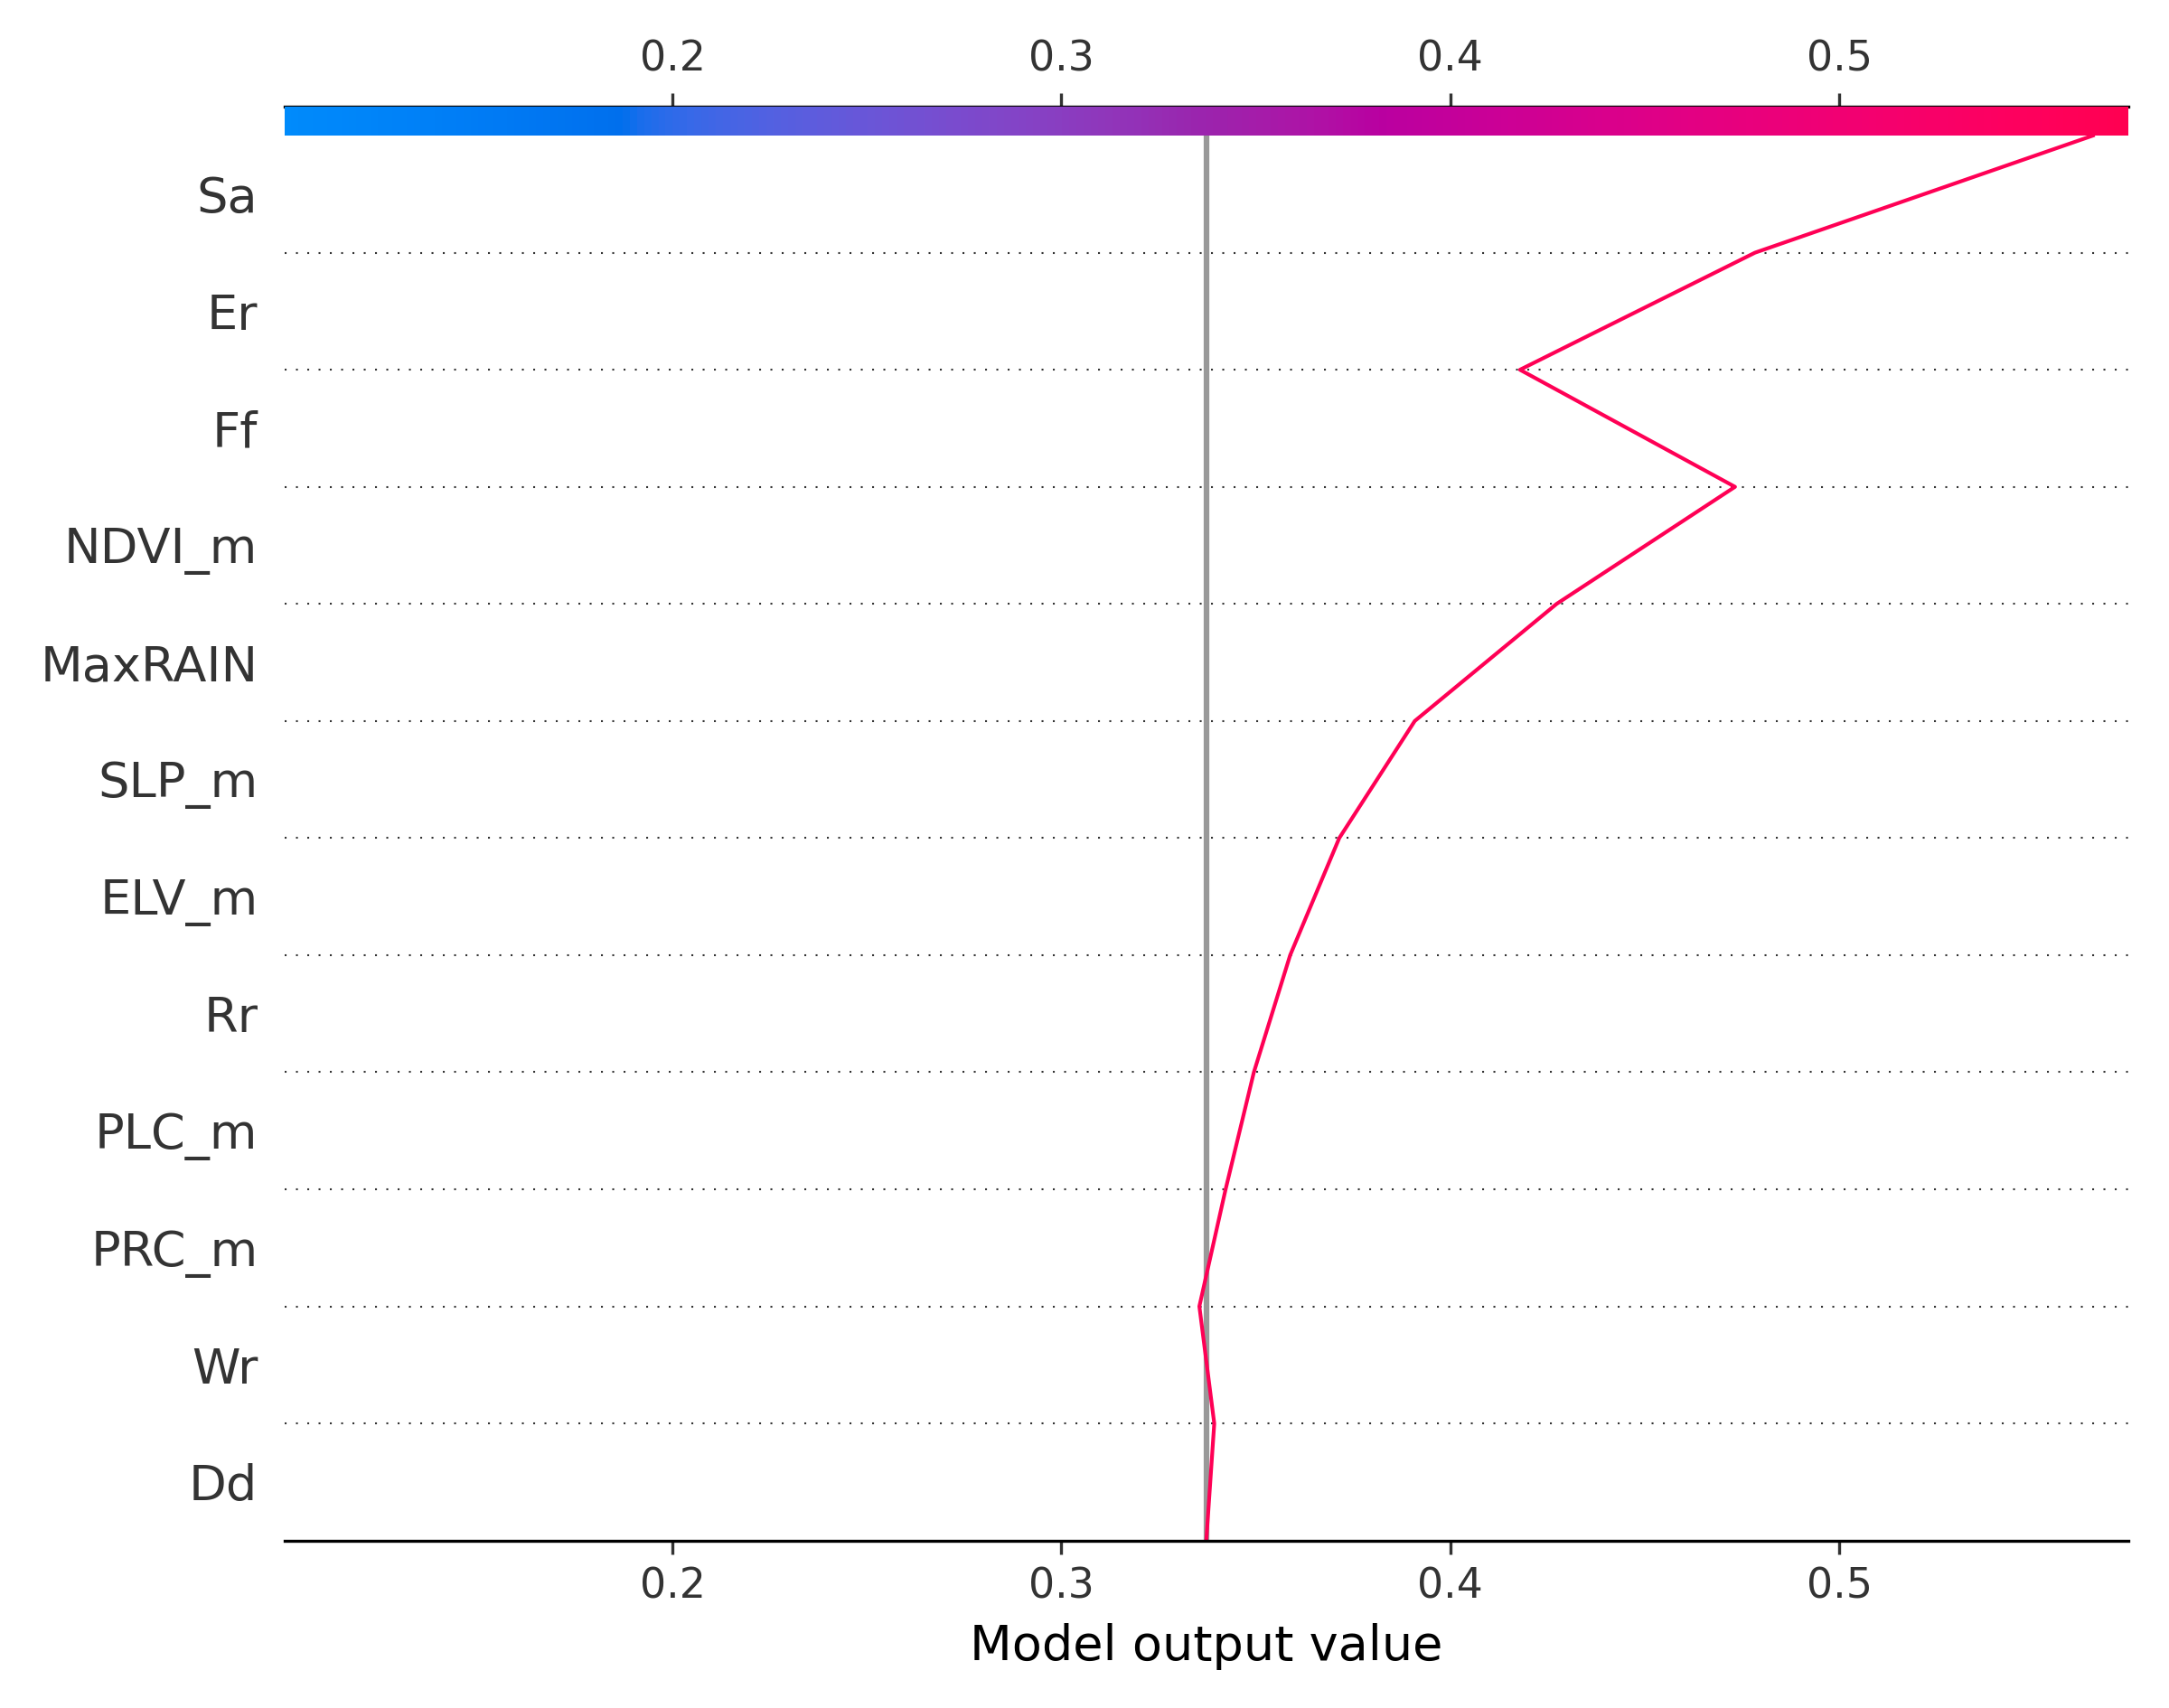 0.2 0.3 0.4 0.5
Sa
Er
Ff
NDVI_m
MaxRAIN
SLP_m
ELV_m
Rr
PLC_m
PRC_m
Wr
Dd
0.2 0.3 0.4 0.5
Model output value